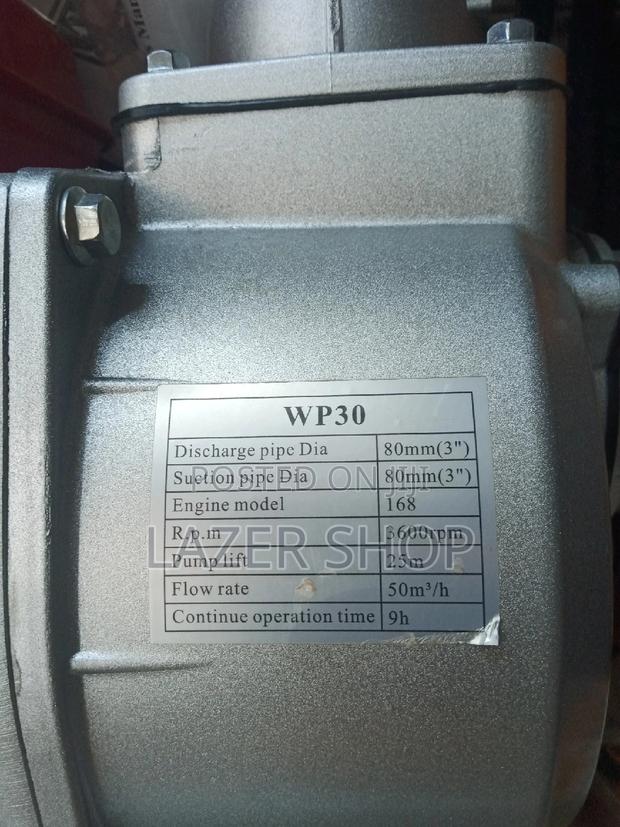 WP30
Discharge pipe Dia 80mm(3")
Suction pipe Dia 80mm(3")
POSTED ON JIJI
Engine model 168
R.p.m 3600rpm
LAZER SHOP
Pump lift 25m
Flow rate 50m³/h
Continue operation time 9h